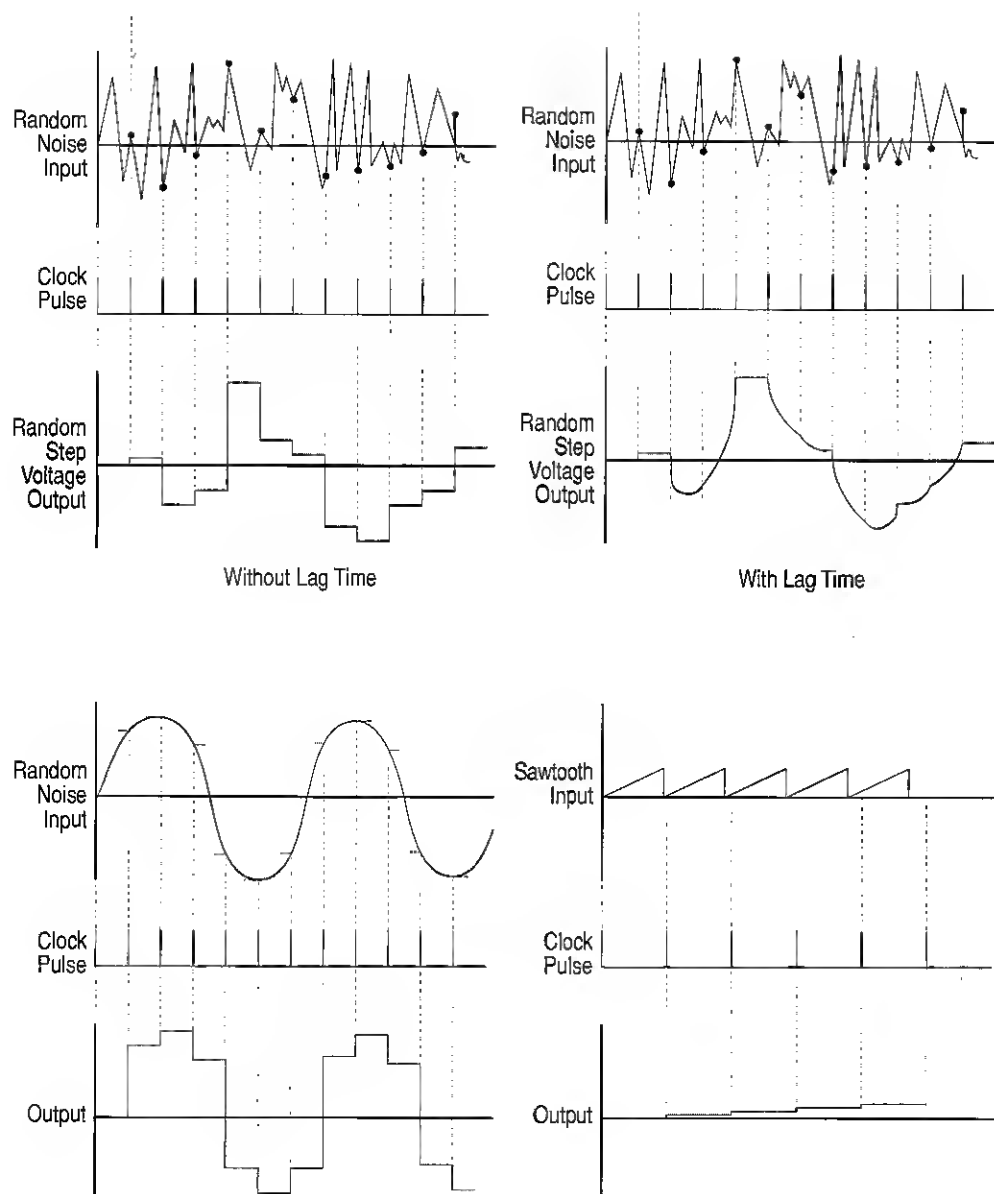 Random
Noise
Input
Clock
Pulse
Random
Step
Voltage
Output
Without Lag Time
Random
Noise
Input
Clock
Pulse
Random
Step
Voltage
Output
With Lag Time
Random
Noise
Input
Clock
Pulse
Output
Sawtooth
Input
Clock
Pulse
Output